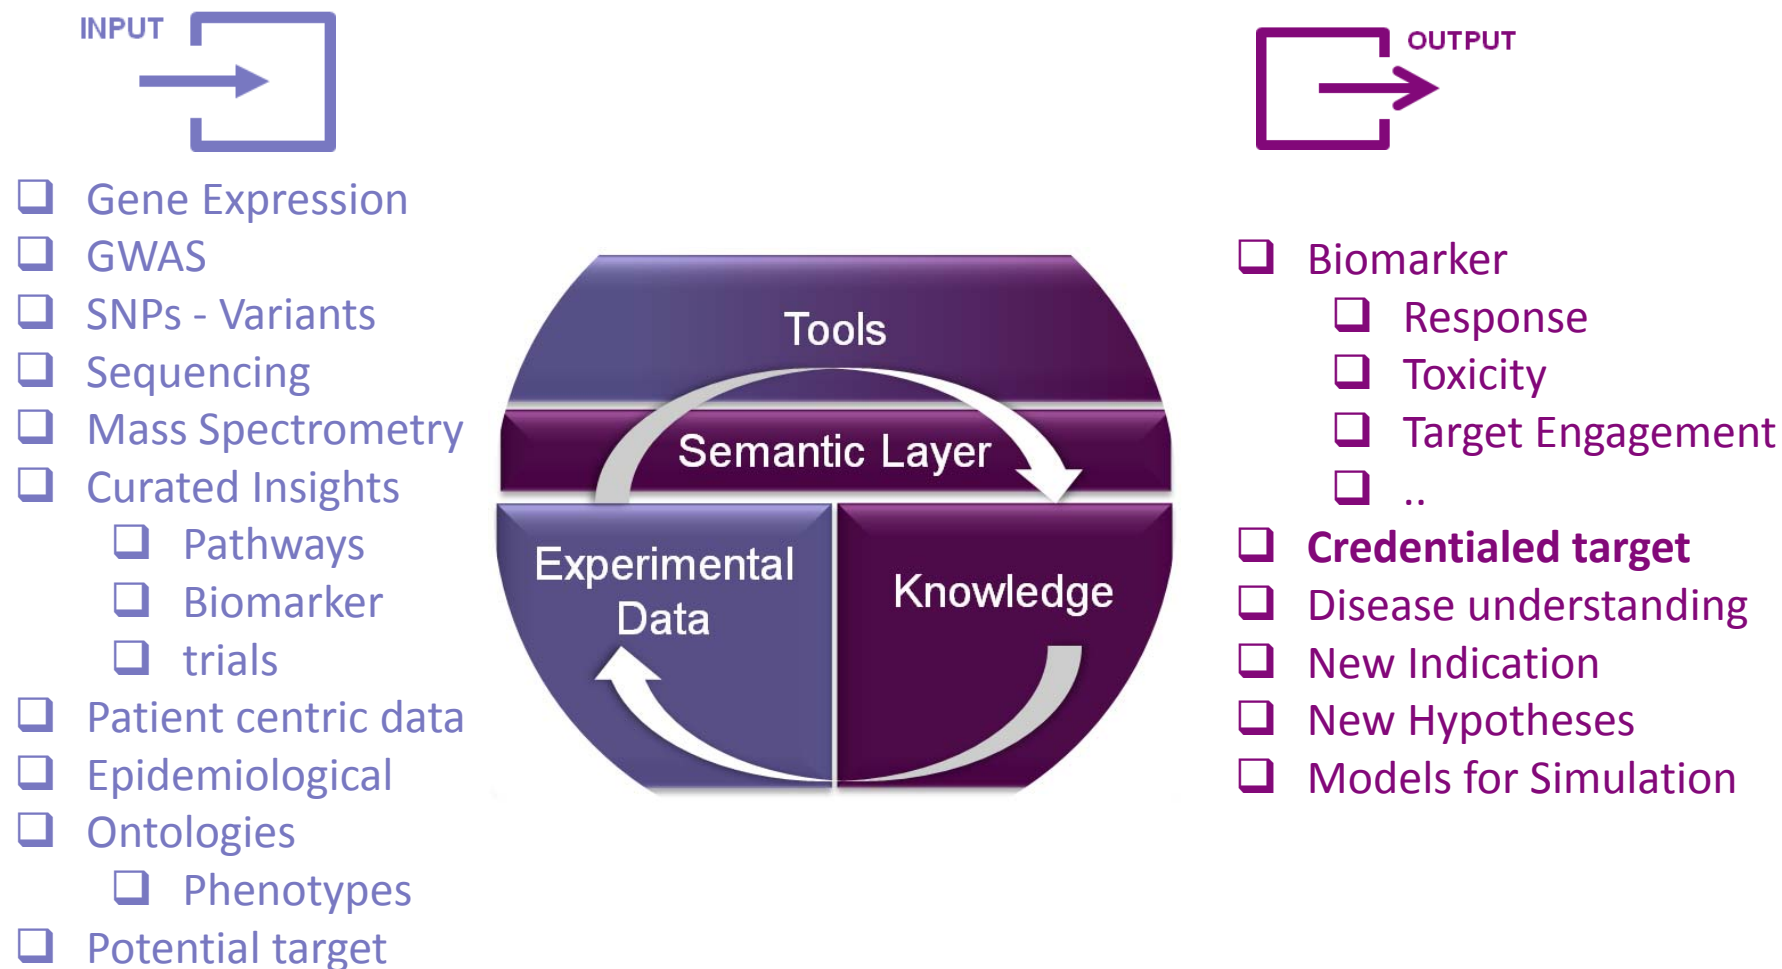 INPUT
Gene Expression
GWAS
SNPs - Variants
Sequencing
Mass Spectrometry
Curated Insights
Pathways
Biomarker
trials
Patient centric data
Epidemiological
Ontologies
Phenotypes
Potential target
Tools
Semantic Layer
Experimental
Data
Knowledge
OUTPUT
Biomarker
Response
Toxicity
Target Engagement
..
Credentialed target
Disease understanding
New Indication
New Hypotheses
Models for Simulation